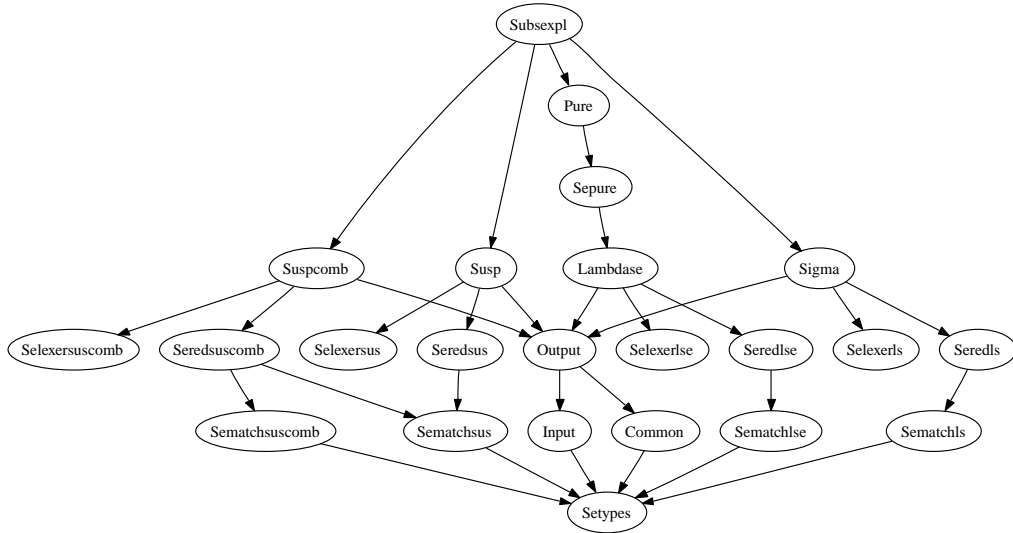 Subsexpl
Pure
Sepure
Suspcomb
Susp
Lambdase
Sigma
Selexersuscomb
Seredsuscomb
Selexersus
Seredsus
Output
Selexerlse
Seredlse
Selexerls
Seredls
Sematchsuscomb
Sematchsus
Input
Common
Sematchlse
Sematchls
Setypes